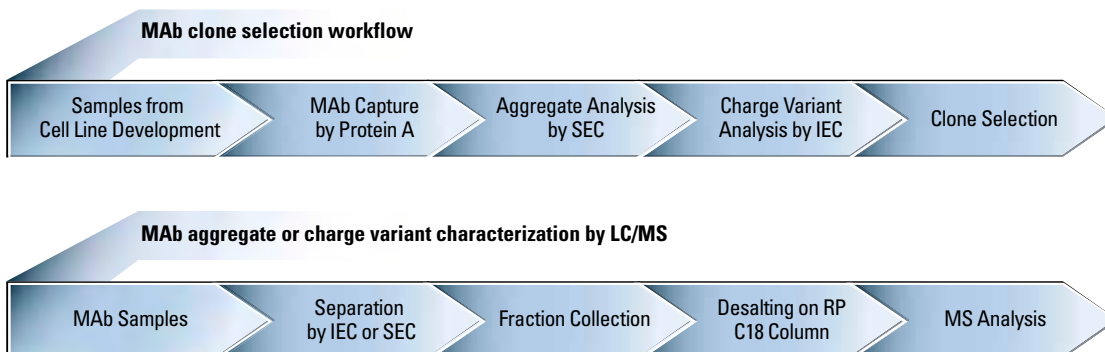 MAb clone selection workflow
Samples from
Cell Line Development
MAb Capture
by Protein A
Aggregate Analysis
by SEC
Charge Variant
Analysis by IEC
Clone Selection
MAb aggregate or charge variant characterization by LC/MS
MAb Samples
Separation
by IEC or SEC
Fraction Collection
Desalting on RP
C18 Column
MS Analysis